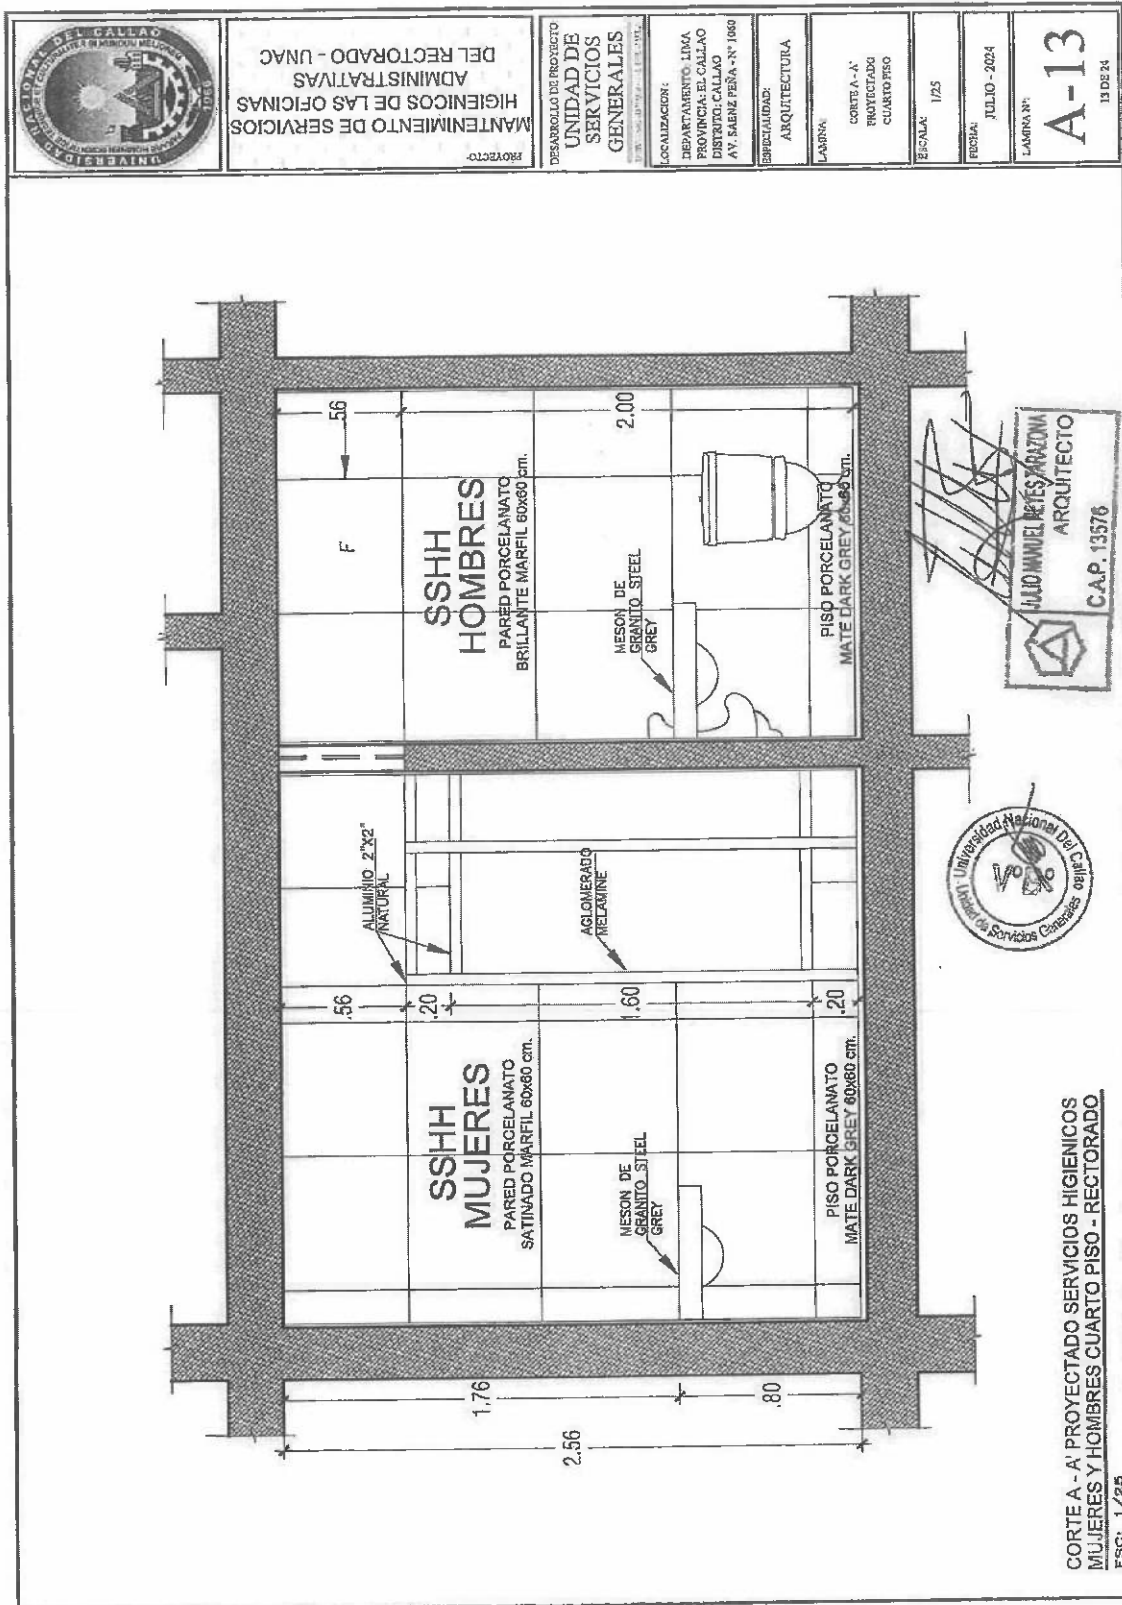 UNIVERSIDAD NACIONAL DEL CALLAO
1966
PROYECTO:
MANTENIMIENTO DE SERVICIOS
HIGIENICOS DE LAS OFICINAS
ADMINISTRATIVAS
DEL RECTORADO - UNAC
DESARROLLO DE PROYECTO
UNIDAD DE
SERVICIOS
GENERALES
LOCALIZACION:
DEPARTAMENTO: LIMA
PROVINCIA: EL CALLAO
DISTRITO: CALLAO
AV. SAENZ PEÑA - N° 1060
ESPECIALIDAD:
ARQUITECTURA
LAMINA:
CORTE A - A'
PROYECTADO
CUARTO PISO
ESCALA:
1/25
FECHA:
JULIO - 2024
LAMINA N°:
A-13
13 DE 24
2.56
1.76
.80
SSHH
MUJERES
PARED PORCELANATO
SATINADO MARFIL 60x60 cm.
MESON DE
GRANITO STEEL
GREY
PISO PORCELANATO
MATE DARK GREY 60x60 cm.
.56
.20
1.60
.20
ALUMINIO 2"X2"
NATURAL
AGLOMERADO
MELAMINE
SSHH
HOMBRES
PARED PORCELANATO
BRILLANTE MARFIL 60x60 cm.
MESON DE
GRANITO STEEL
GREY
PISO PORCELANATO
MATE DARK GREY 60x60 cm.
F
.56
2.00
CORTE A - A' PROYECTADO SERVICIOS HIGIENICOS
MUJERES Y HOMBRES CUARTO PISO - RECTORADO
ESC: 1/25
Universidad Nacional Del Callao
Unidad de Servicios Generales
V° B°
JULIO MANUEL REYES TARAZONA
ARQUITECTO
C.A.P. 13576